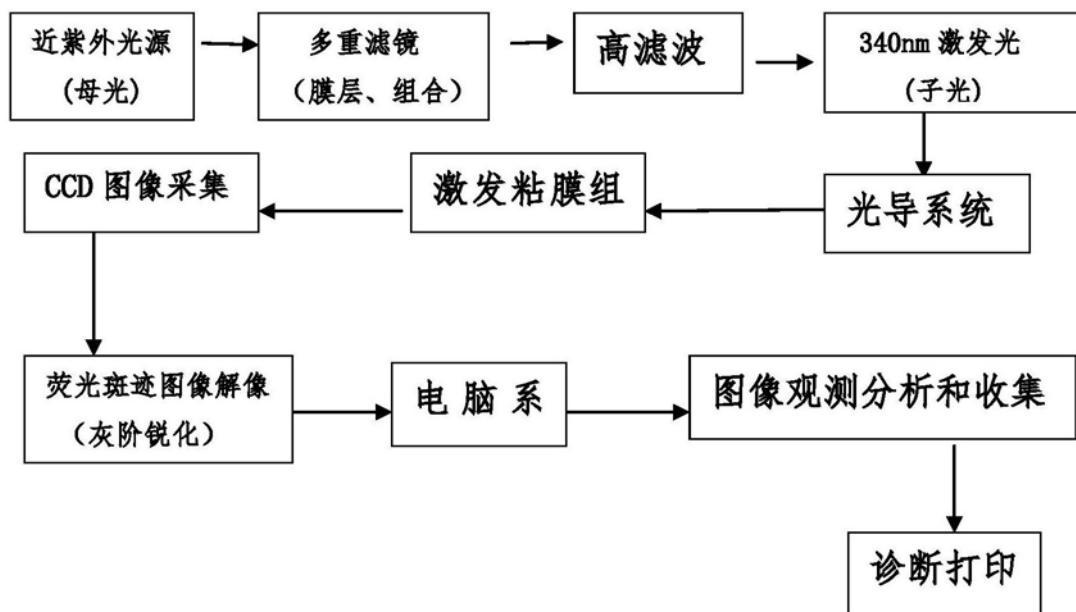 近紫外光源
(母光)
多重滤镜
（膜层、组合）
高滤波
340nm 激发光
(子光)
光导系统
激发粘膜组
CCD 图像采集
荧光斑迹图像解像
（灰阶锐化）
电 脑 系
图像观测分析和收集
诊断打印